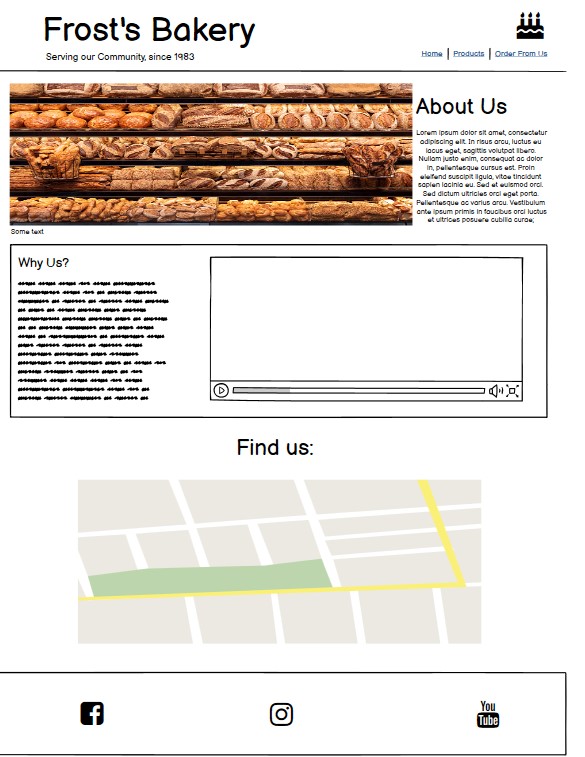 Frost's Bakery
Serving our Community, since 1983
Home | Products | Order From Us
About Us
Lorem ipsum dolor sit amet, consectetur
adipiscing elit. In risus arcu, luctus eu
lacus eget, sagittis volutpat libero.
Nullam justo enim, consequat ac dolor
in, pellentesque cursus est. Proin
eleifend suscipit ligula, vitae tincidunt
sapien lacinia eu. Sed et euismod orci.
Sed dictum ultricies orci eget porta.
Pellentesque ac varius arcu. Vestibulum
ante ipsum primis in faucibus orci luctus
et ultrices posuere cubilia curae;
Some text
Why Us?
Find us:
You
Tube